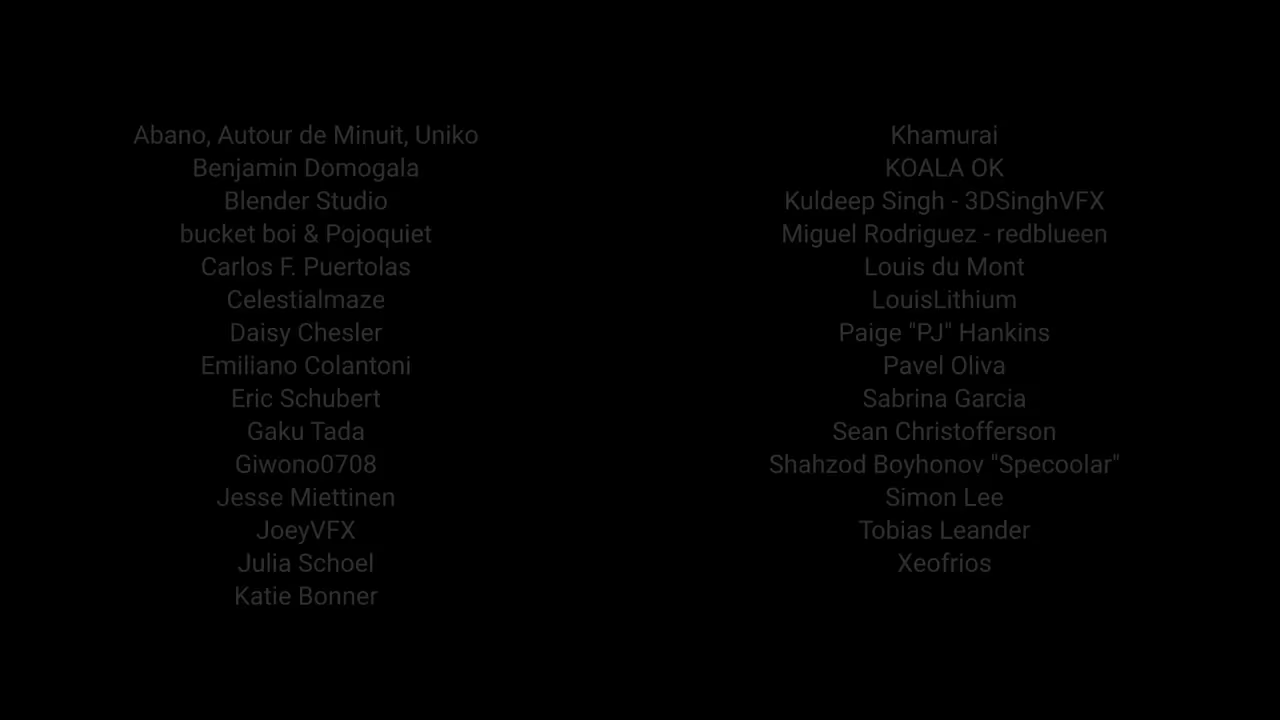 Abano, Autour de Minuit, Uniko
Benjamin Domogala
Blender Studio
bucket boi & Pojoquiet
Carlos F. Puertolas
Celestialmaze
Daisy Chesler
Emiliano Colantoni
Eric Schubert
Gaku Tada
Giwono0708
Jesse Miettinen
JoeyVFX
Julia Schoel
Katie Bonner
Khamurai
KOALA OK
Kuldeep Singh - 3DSinghVFX
Miguel Rodriguez - redblueen
Louis du Mont
LouisLithium
Paige "PJ" Hankins
Pavel Oliva
Sabrina Garcia
Sean Christofferson
Shahzod Boyhonov "Specoolar"
Simon Lee
Tobias Leander
Xeofrios